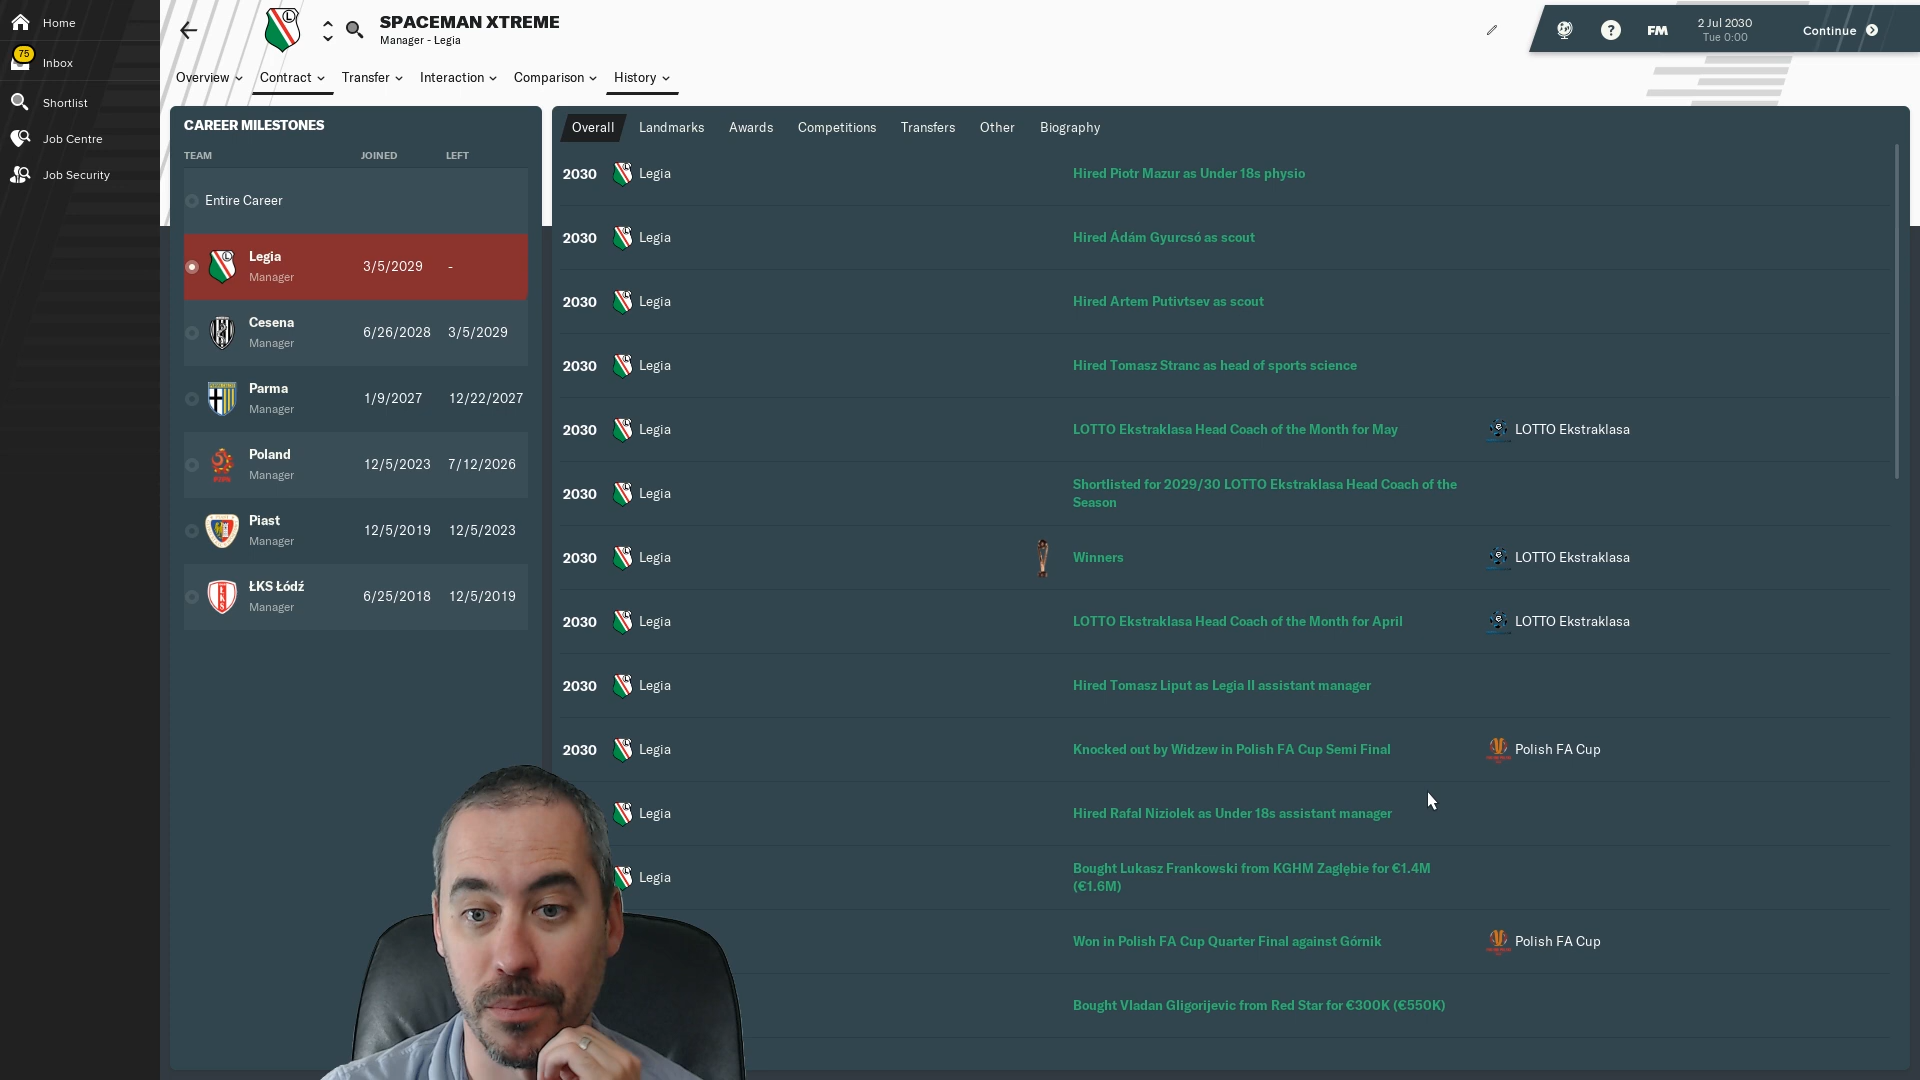 Home
75
Inbox
Shortlist
Job Centre
Job Security
SPACEMAN XTREME
Manager - Legia
FM
2 Jul 2030
Tue 0:00
Continue
Overview
Contract
Transfer
Interaction
Comparison
History
CAREER MILESTONES
TEAM JOINED LEFT
Entire Career
Legia
Manager
3/5/2029 -
Cesena
Manager
6/26/2028 3/5/2029
Parma
Manager
1/9/2027 12/22/2027
Poland
Manager
12/5/2023 7/12/2026
Piast
Manager
12/5/2019 12/5/2023
ŁKS Łódź
Manager
6/25/2018 12/5/2019
Overall Landmarks Awards Competitions Transfers Other Biography
2030 Legia Hired Piotr Mazur as Under 18s physio
2030 Legia Hired Ádám Gyurcsó as scout
2030 Legia Hired Artem Putivtsev as scout
2030 Legia Hired Tomasz Stranc as head of sports science
2030 Legia LOTTO Ekstraklasa Head Coach of the Month for May LOTTO Ekstraklasa
2030 Legia Shortlisted for 2029/30 LOTTO Ekstraklasa Head Coach of the
Season
2030 Legia Winners LOTTO Ekstraklasa
2030 Legia LOTTO Ekstraklasa Head Coach of the Month for April LOTTO Ekstraklasa
2030 Legia Hired Tomasz Liput as Legia II assistant manager
2030 Legia Knocked out by Widzew in Polish FA Cup Semi Final Polish FA Cup
Legia Hired Rafal Niziolek as Under 18s assistant manager
Legia Bought Lukasz Frankowski from KGHM Zagłębie for €1.4M
(€1.6M)
Won in Polish FA Cup Quarter Final against Górnik Polish FA Cup
Bought Vladan Gligorijevic from Red Star for €300K (€550K)